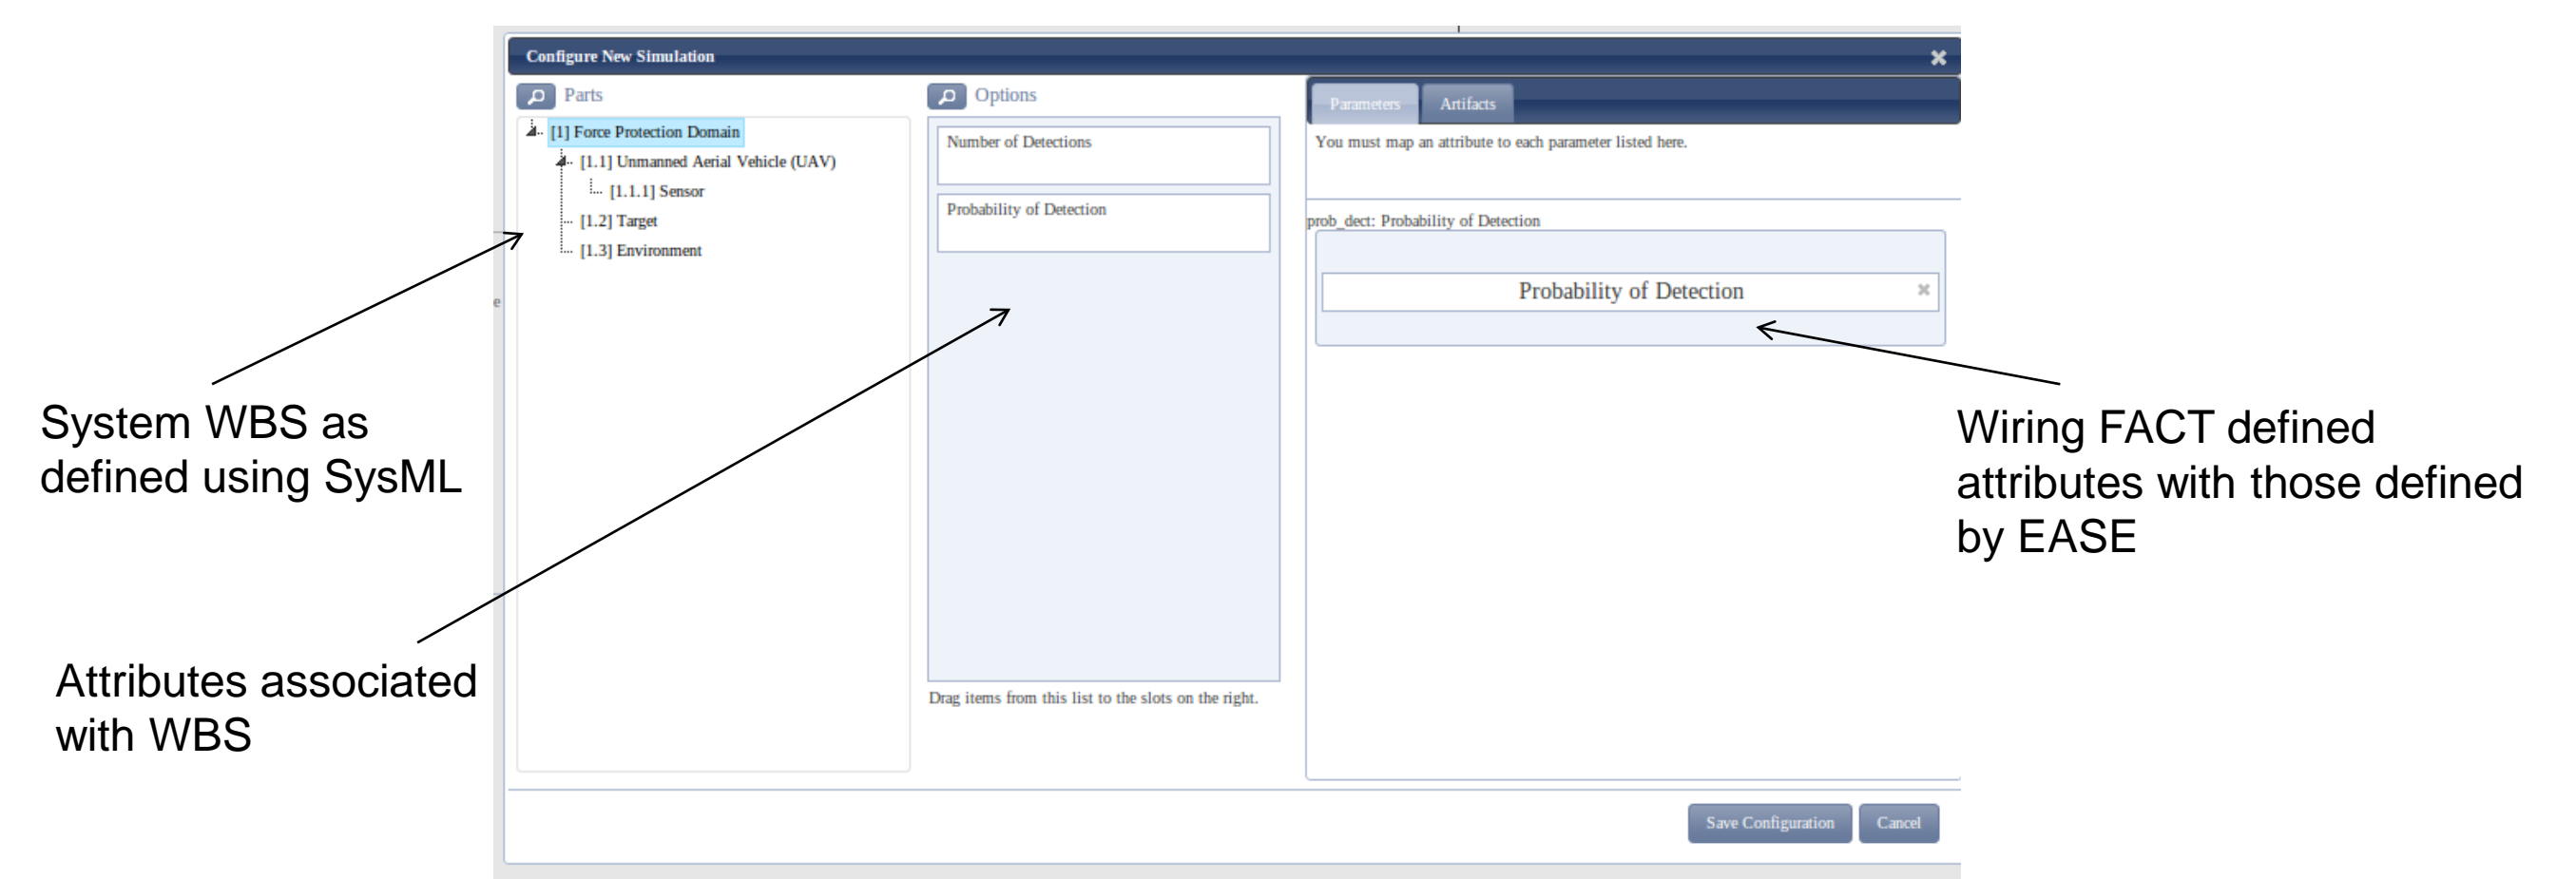 Configure New Simulation
Parts
[1] Force Protection Domain
[1.1] Unmanned Aerial Vehicle (UAV)
[1.1.1] Sensor
[1.2] Target
[1.3] Environment
Options
Number of Detections
Probability of Detection
Drag items from this list to the slots on the right.
Parameters
Artifacts
You must map an attribute to each parameter listed here.
prob_dect: Probability of Detection
Probability of Detection
Save Configuration
Cancel
e
System WBS as
defined using SysML
Attributes associated
with WBS
Wiring FACT defined
attributes with those defined
by EASE